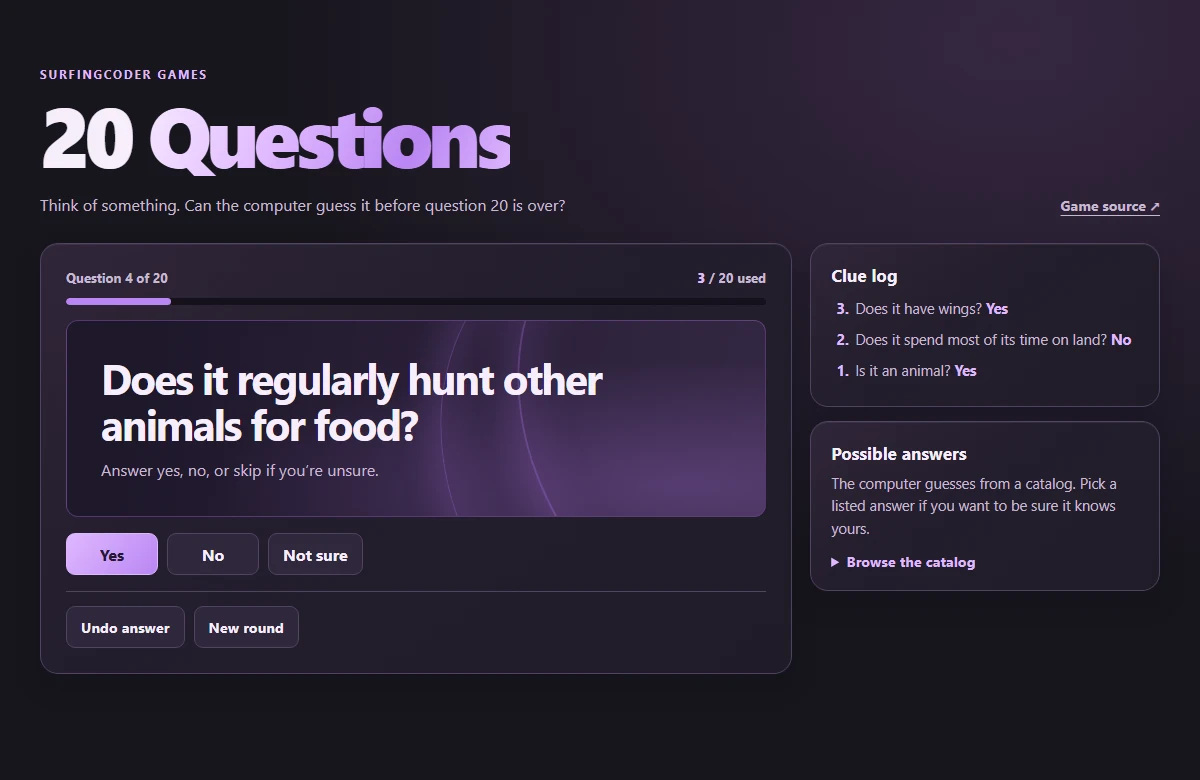 SURFINGCODER GAMES
20 Questions
Think of something. Can the computer guess it before question 20 is over?
Game source ↗
Question 4 of 20
3 / 20 used
Does it regularly hunt other
animals for food?
Answer yes, no, or skip if you’re unsure.
Yes
No
Not sure
Undo answer
New round
Clue log
3. Does it have wings? Yes
2. Does it spend most of its time on land? No
1. Is it an animal? Yes
Possible answers
The computer guesses from a catalog. Pick a
listed answer if you want to be sure it knows
yours.
▶ Browse the catalog